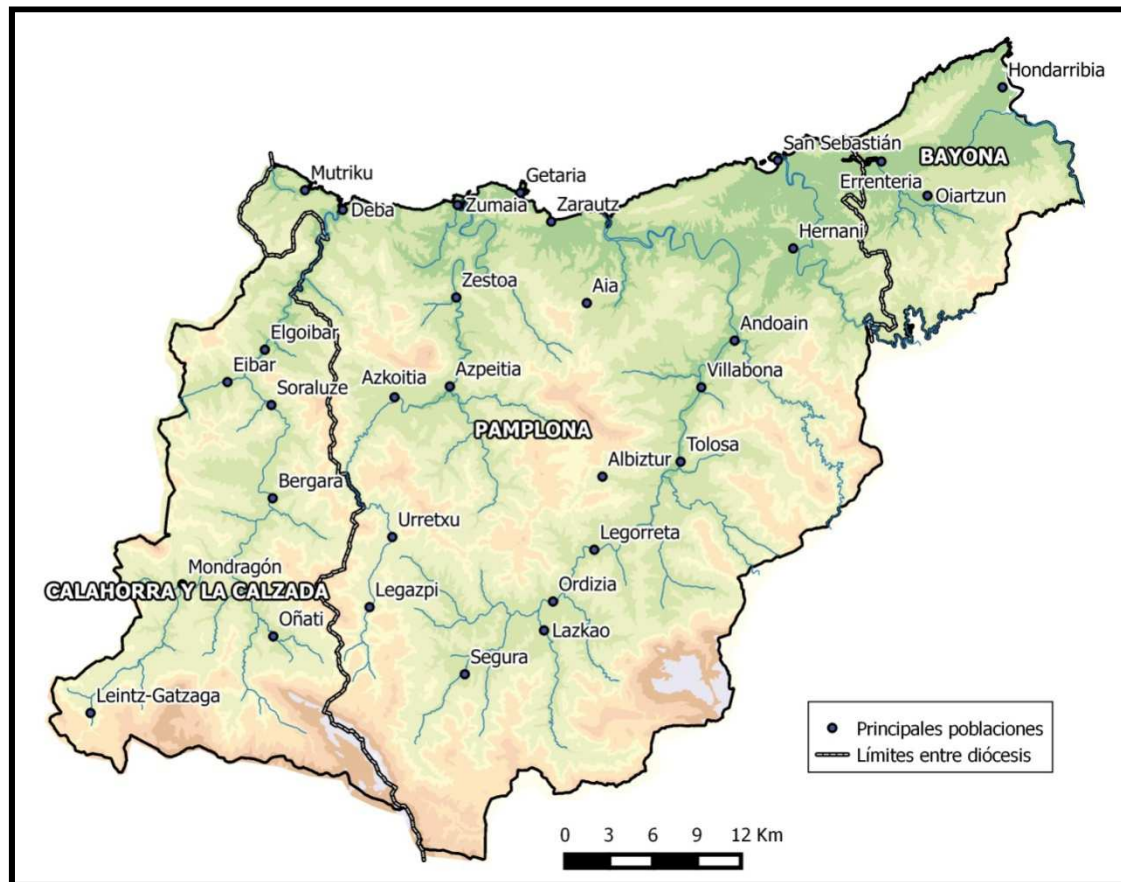 Hondarribia
San Sebastián
BAYONA
Mutriku
Getaria
Errenteria
Oiartzun
Deba
Zumaia
Zarautz
Hernani
Zestoa
Aia
Elgoibar
Andoain
Eibar
Soraluze
Azkoitia
Azpeitia
Villabona
PAMPLONA
Albiztur
Tolosa
Bergara
Urretxu
Legorreta
Mondragón
CALAHORRA Y LA CALZADA
Legazpi
Ordizia
Oñati
Lazkao
Segura
Leintz-Gatzaga
Principales poblaciones
Límites entre diócesis
0 3 6 9 12 Km